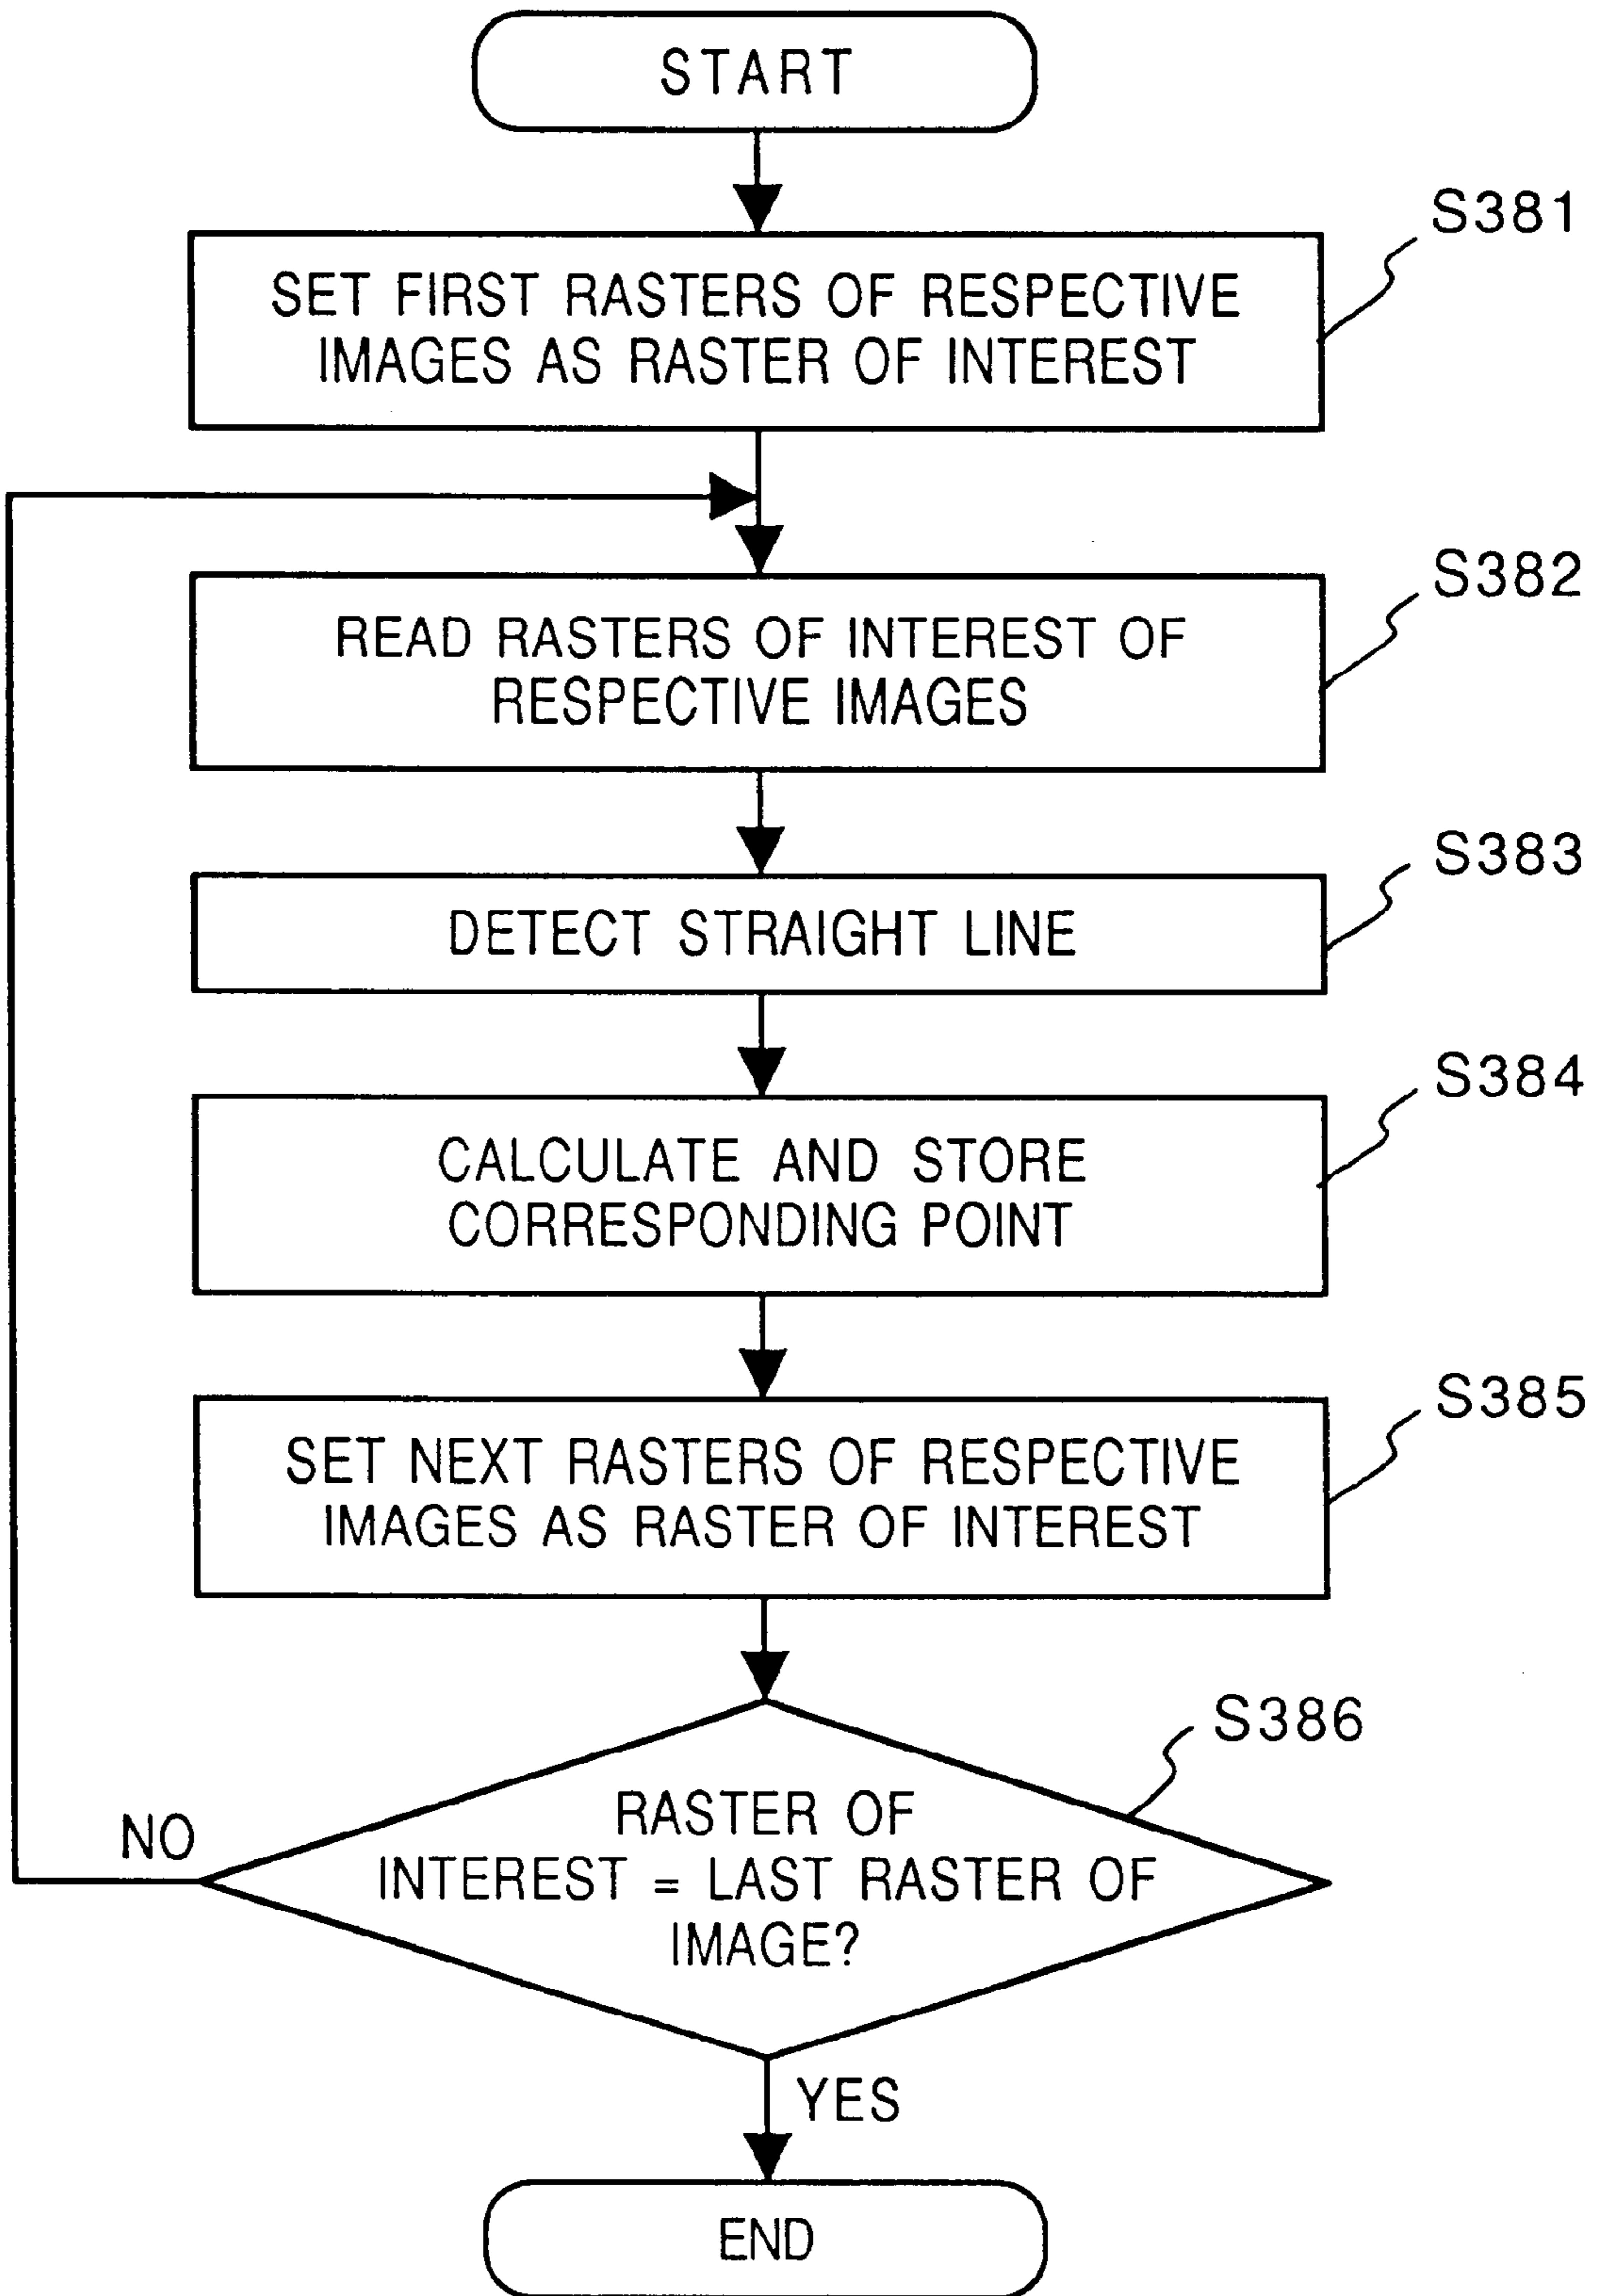 START
S381
SET FIRST RASTERS OF RESPECTIVE
IMAGES AS RASTER OF INTEREST
S382
READ RASTERS OF INTEREST OF
RESPECTIVE IMAGES
S383
DETECT STRAIGHT LINE
S384
CALCULATE AND STORE
CORRESPONDING POINT
S385
SET NEXT RASTERS OF RESPECTIVE
IMAGES AS RASTER OF INTEREST
S386
RASTER OF
INTEREST = LAST RASTER OF
IMAGE?
NO
YES
END